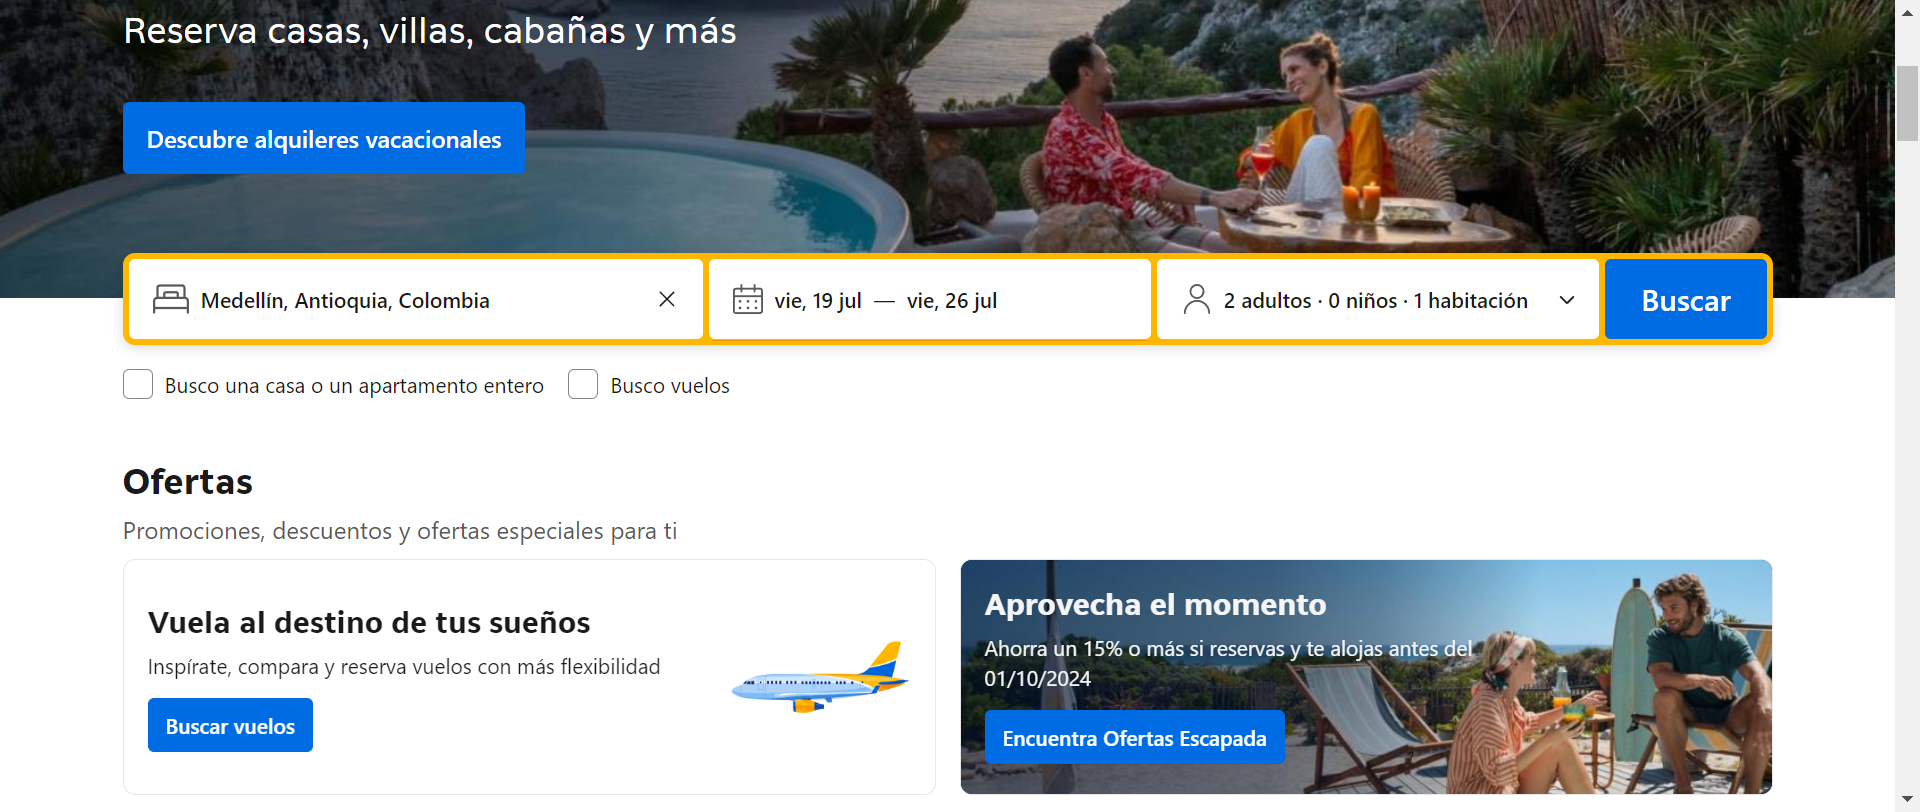 Reserva casas, villas, cabañas y más
Descubre alquileres vacacionales
Medellín, Antioquia, Colombia
vie, 19 jul — vie, 26 jul
2 adultos · 0 niños · 1 habitación
Buscar
Busco una casa o un apartamento entero
Busco vuelos
Ofertas
Promociones, descuentos y ofertas especiales para ti
Vuela al destino de tus sueños
Inspírate, compara y reserva vuelos con más flexibilidad
Buscar vuelos
Aprovecha el momento
Ahorra un 15% o más si reservas y te alojas antes del
01/10/2024
Encuentra Ofertas Escapada